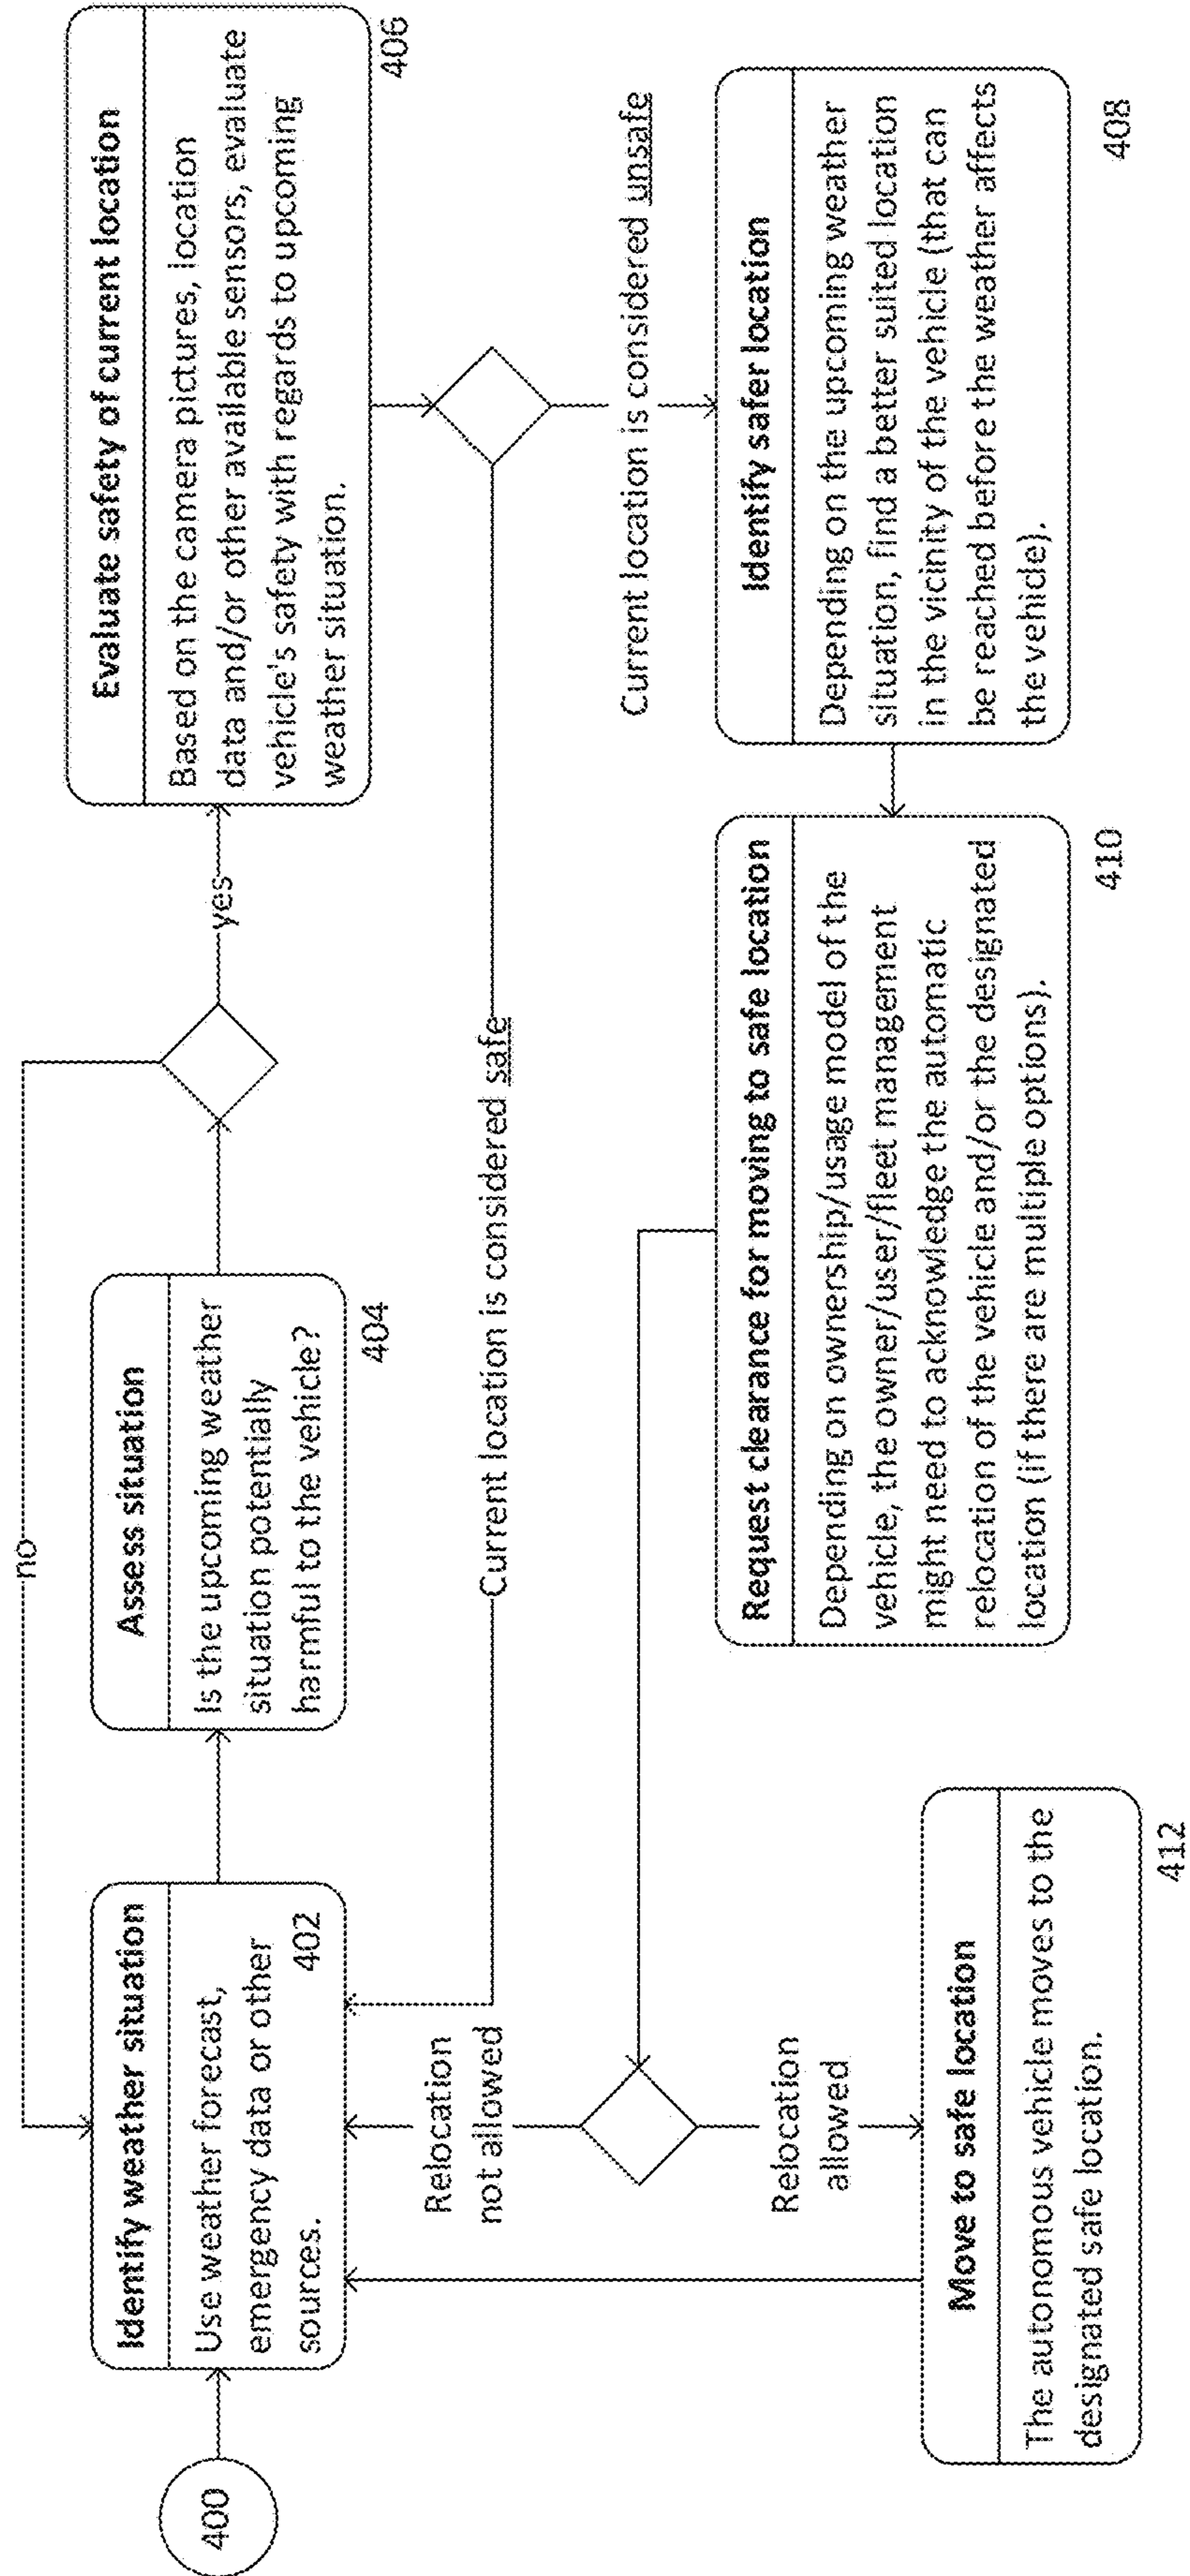 400
Identify weather situation
Use weather forecast,
emergency data or other
sources.
402
Assess situation
Is the upcoming weather
situation potentially
harmful to the vehicle?
404
no
yes
Evaluate safety of current location
Based on the camera pictures, location
data and/or other available sensors, evaluate
vehicle's safety with regards to upcoming
weather situation.
406
Current location is considered safe
Current location is considered unsafe
Identify safer location
Depending on the upcoming weather
situation, find a better suited location
in the vicinity of the vehicle (that can
be reached before the weather affects
the vehicle).
408
Request clearance for moving to safe location
Depending on ownership/usage model of the
vehicle, the owner/user/fleet management
might need to acknowledge the automatic
relocation of the vehicle and/or the designated
location (if there are multiple options).
410
Relocation
not allowed
Relocation
allowed
Move to safe location
The autonomous vehicle moves to the
designated safe location.
412